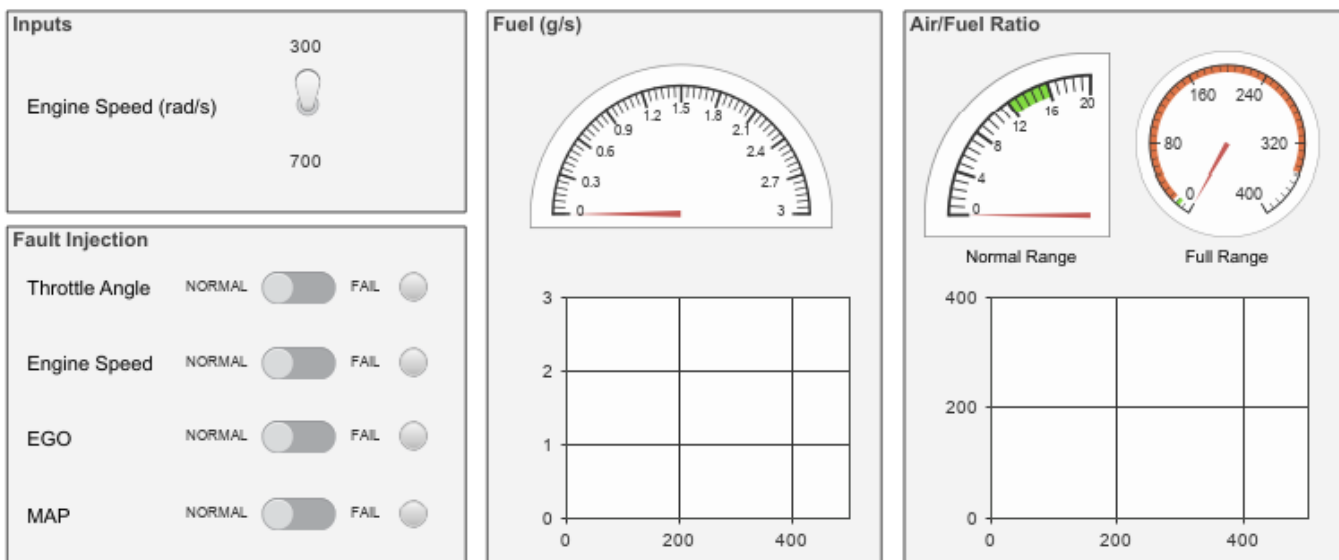 Inputs
300
Engine Speed (rad/s)
700
Fault Injection
Throttle Angle NORMAL FAIL
Engine Speed NORMAL FAIL
EGO NORMAL FAIL
MAP NORMAL FAIL
Fuel (g/s)
0 0.3 0.6 0.9 1.2 1.5 1.8 2.1 2.4 2.7 3
3
2
1
0
0 200 400
Air/Fuel Ratio
0 4 8 12 16 20
Normal Range
0 80 160 240 320 400
Full Range
400
200
0
0 200 400